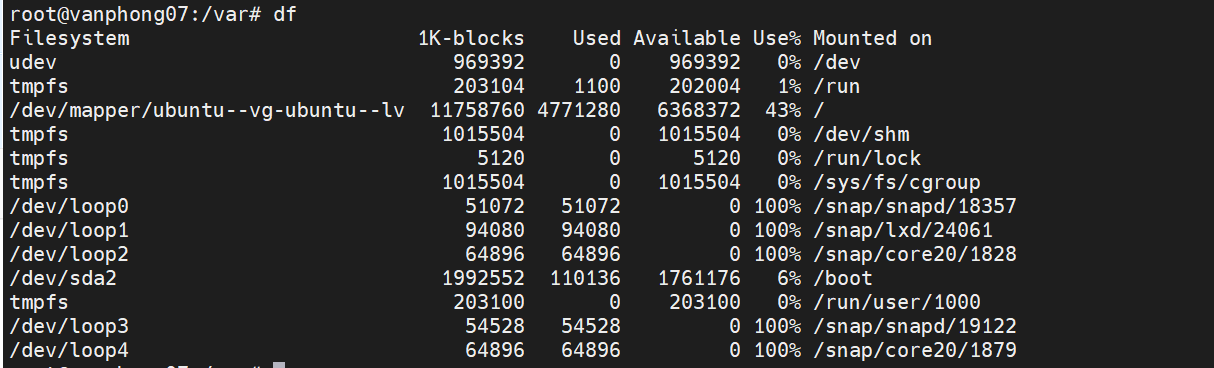 root@vanphong07:/var# df
Filesystem                        1K-blocks    Used Available Use% Mounted on
udev                                 969392       0    969392   0% /dev
tmpfs                                203104    1100    202004   1% /run
/dev/mapper/ubuntu--vg-ubuntu--lv  11758760 4771280   6368372  43% /
tmpfs                               1015504       0   1015504   0% /dev/shm
tmpfs                                  5120       0      5120   0% /run/lock
tmpfs                               1015504       0   1015504   0% /sys/fs/cgroup
/dev/loop0                            51072   51072         0 100% /snap/snapd/18357
/dev/loop1                            94080   94080         0 100% /snap/lxd/24061
/dev/loop2                            64896   64896         0 100% /snap/core20/1828
/dev/sda2                           1992552  110136   1761176   6% /boot
tmpfs                                203100       0    203100   0% /run/user/1000
/dev/loop3                            54528   54528         0 100% /snap/snapd/19122
/dev/loop4                            64896   64896         0 100% /snap/core20/1879
root@vanphong07:/var#